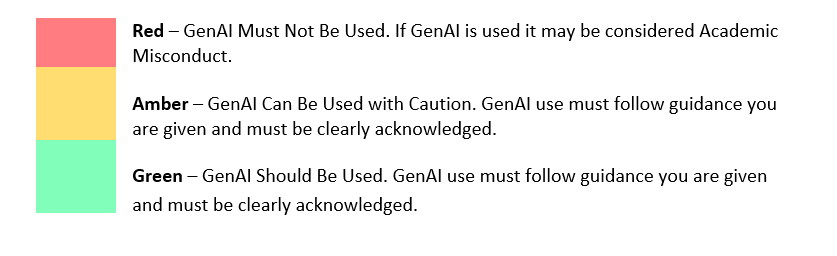 Red – GenAI Must Not Be Used. If GenAI is used it may be considered Academic
Misconduct.
Amber – GenAI Can Be Used with Caution. GenAI use must follow guidance you
are given and must be clearly acknowledged.
Green – GenAI Should Be Used. GenAI use must follow guidance you are given
and must be clearly acknowledged.